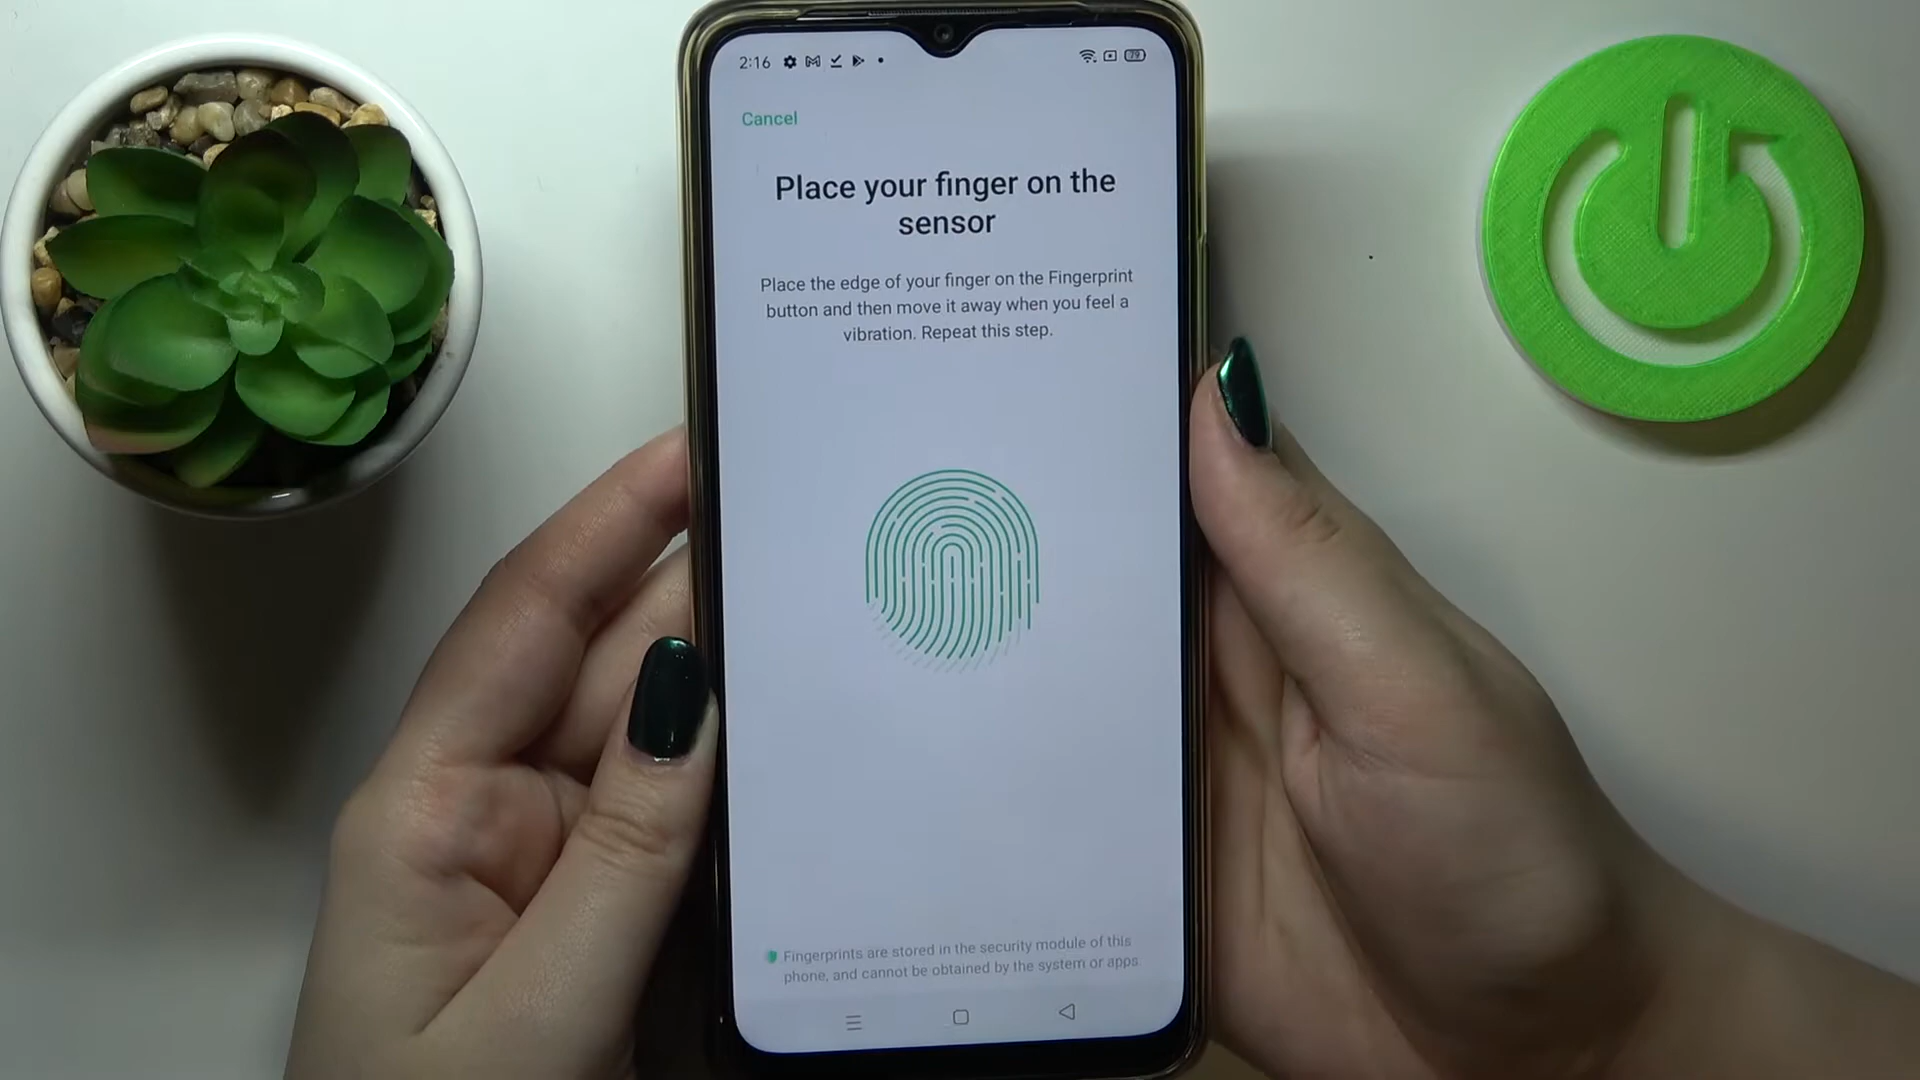 2:16
79
Cancel
Place your finger on the
sensor
Place the edge of your finger on the Fingerprint
button and then move it away when you feel a
vibration. Repeat this step.
Fingerprints are stored in the security module of this
phone, and cannot be obtained by the system or apps.